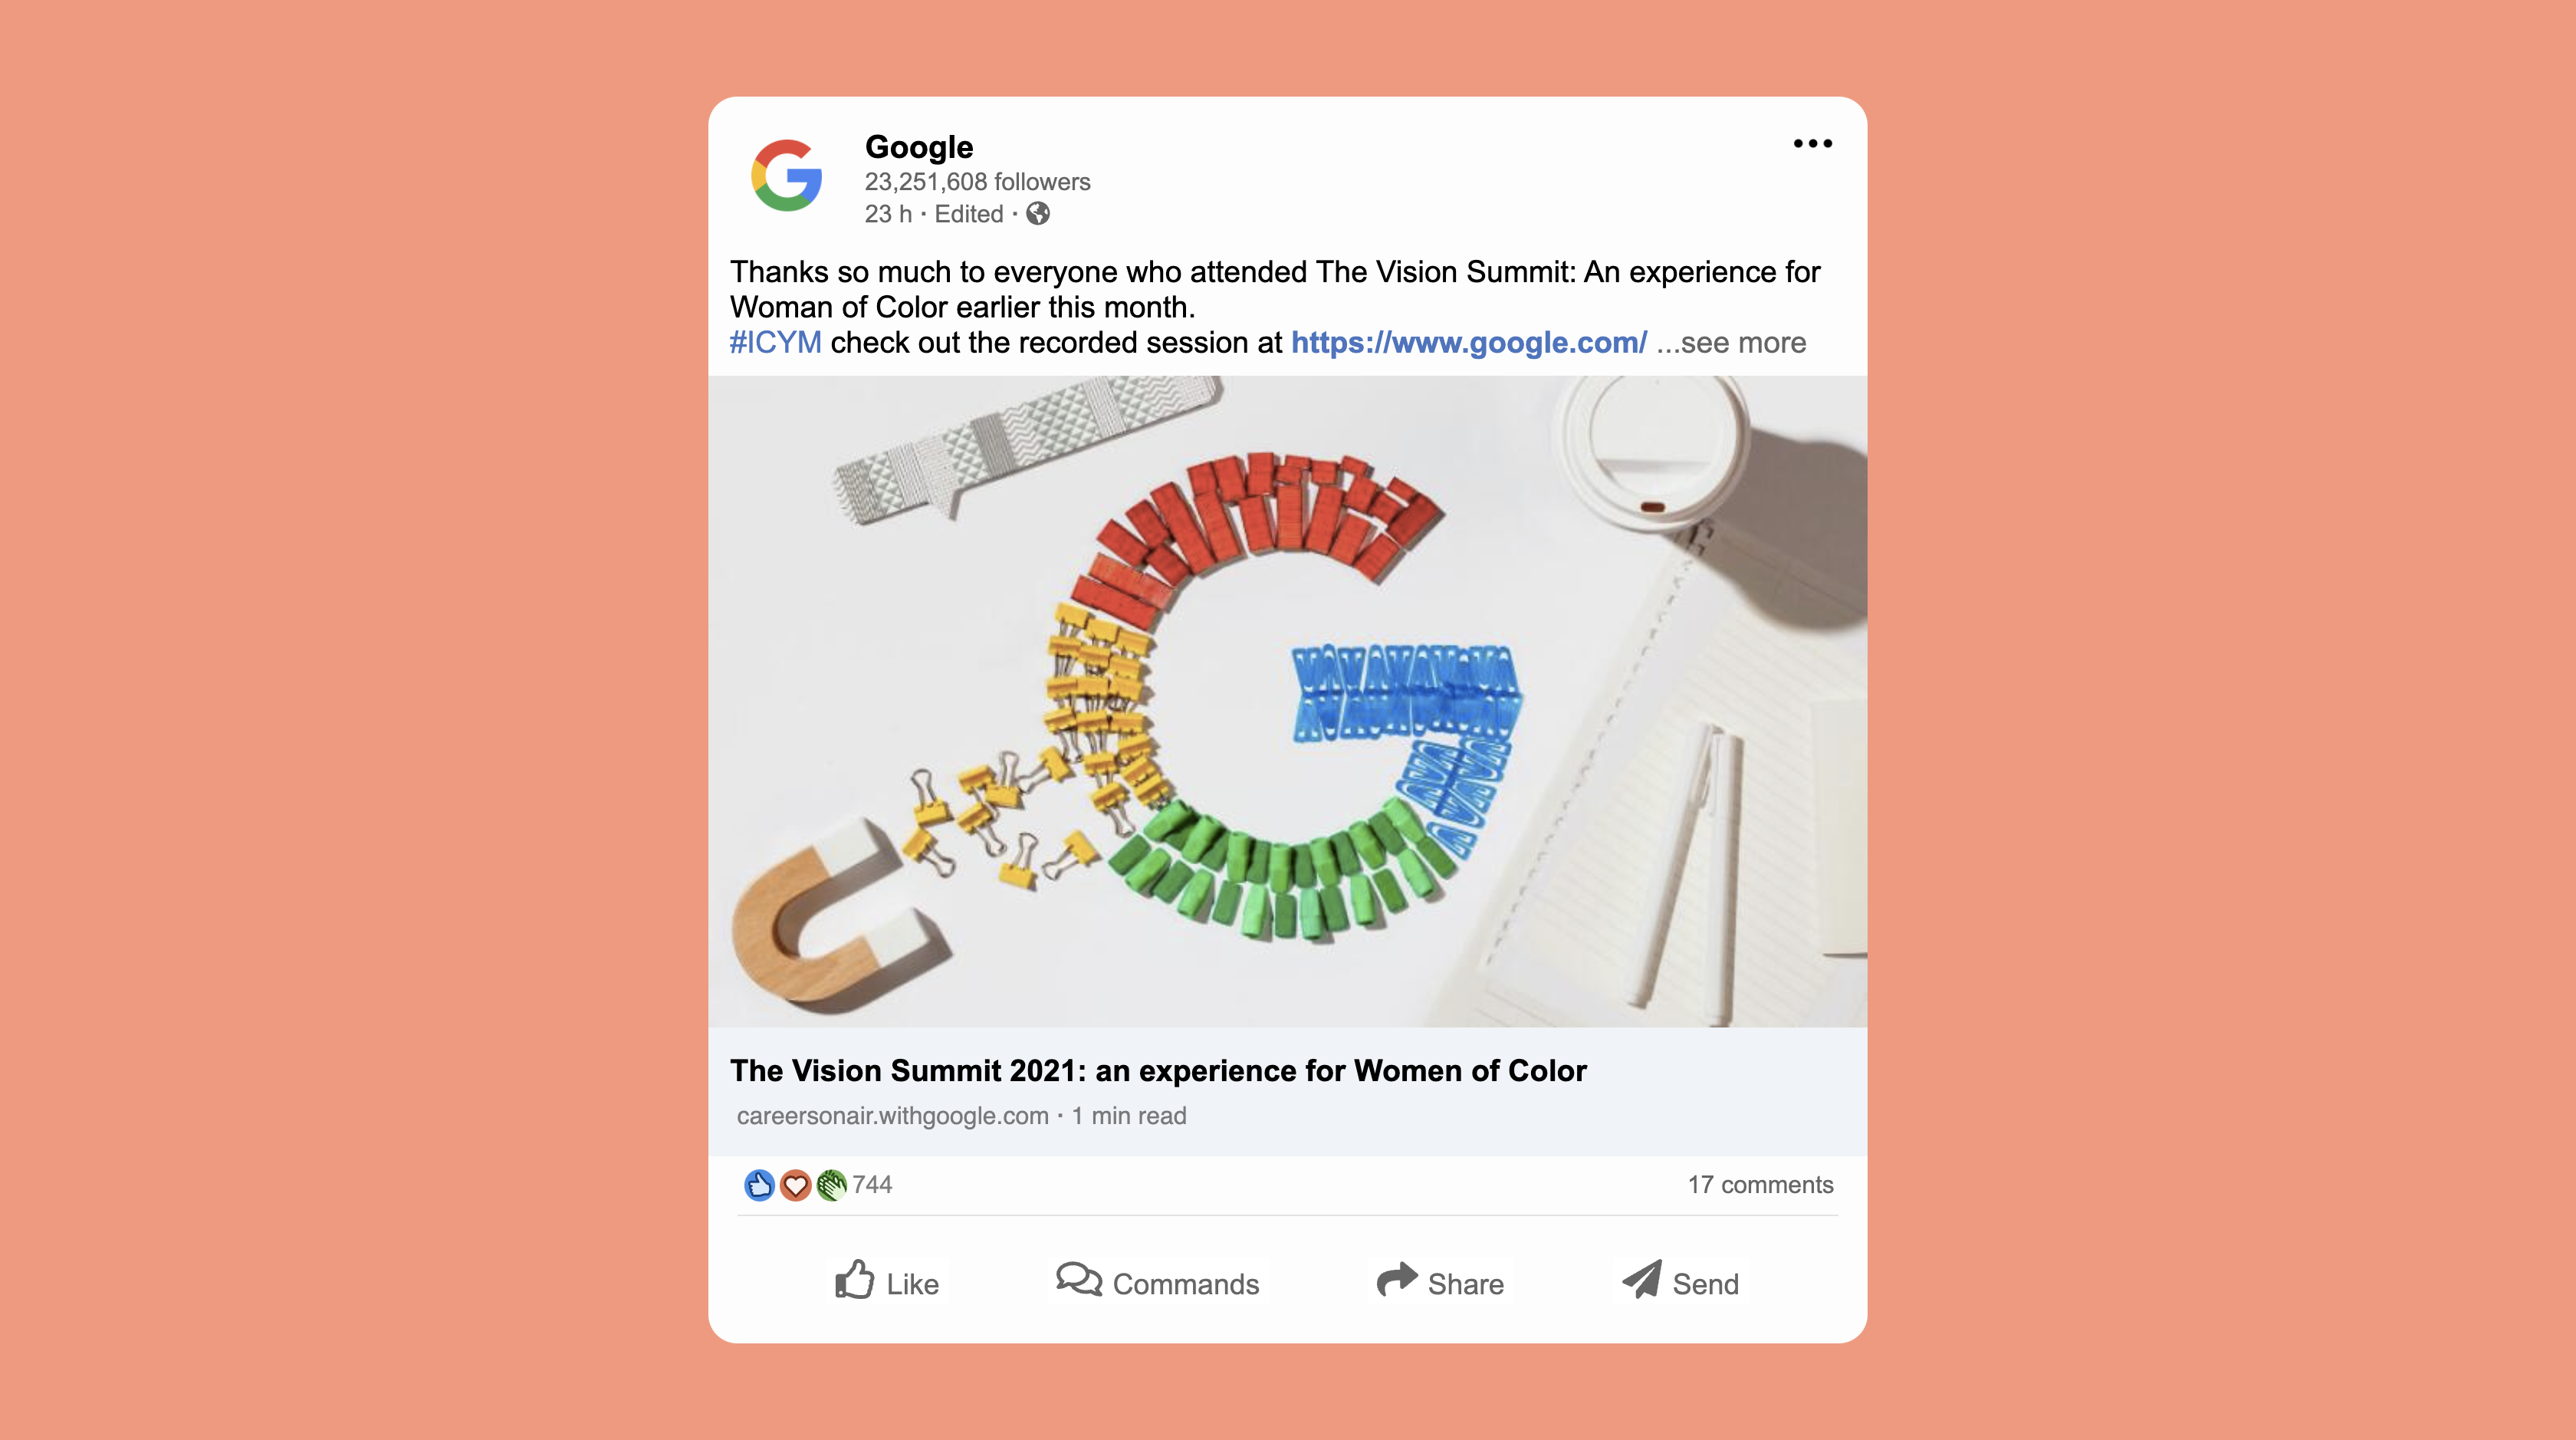 Google
23,251,608 followers
23 h · Edited ·
Thanks so much to everyone who attended The Vision Summit: An experience for
Woman of Color earlier this month.
#ICYM check out the recorded session at https://www.google.com/ ...see more
The Vision Summit 2021: an experience for Women of Color
careersonair.withgoogle.com · 1 min read
744
17 comments
Like
Commands
Share
Send